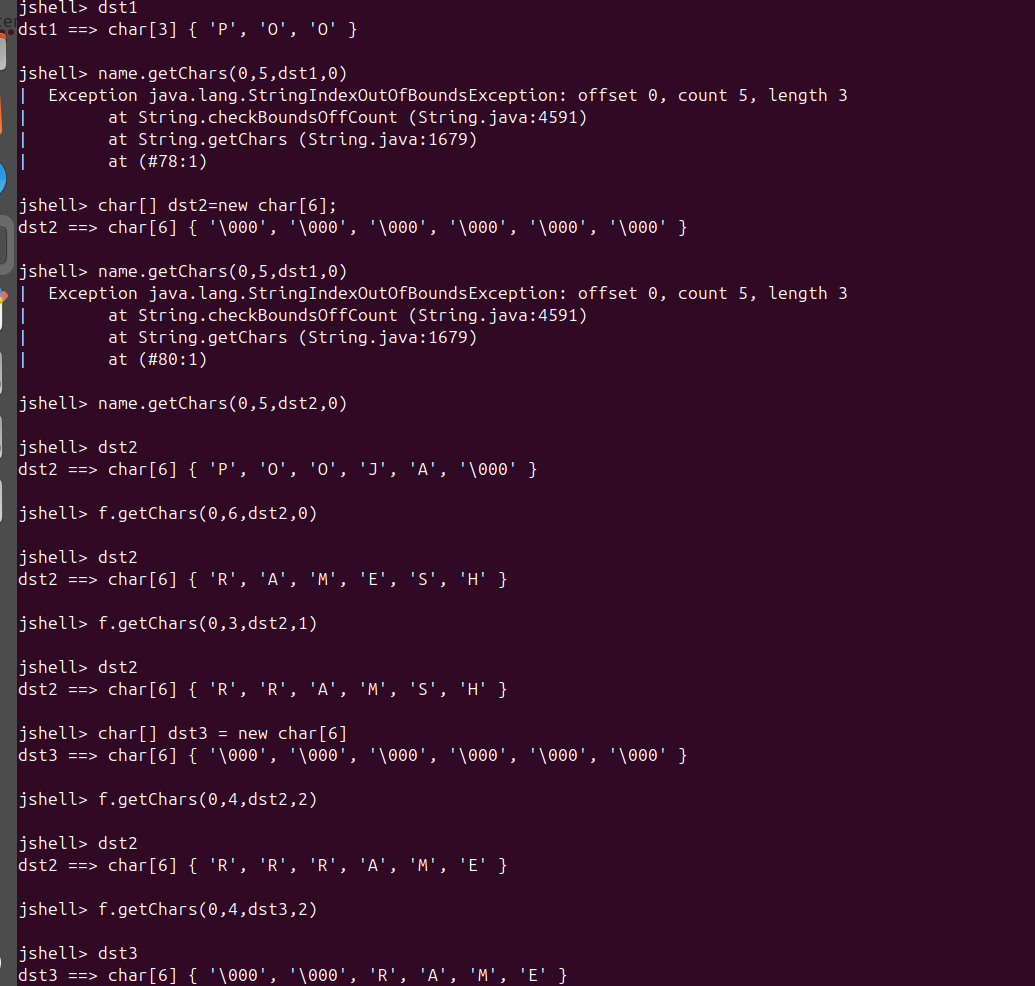 jshell> dst1
dst1 ==> char[3] { 'P', 'O', 'O' }
jshell> name.getChars(0,5,dst1,0)
|  Exception java.lang.StringIndexOutOfBoundsException: offset 0, count 5, length 3
|        at String.checkBoundsOffCount (String.java:4591)
|        at String.getChars (String.java:1679)
|        at (#78:1)
jshell> char[] dst2=new char[6];
dst2 ==> char[6] { '\000', '\000', '\000', '\000', '\000', '\000' }
jshell> name.getChars(0,5,dst1,0)
|  Exception java.lang.StringIndexOutOfBoundsException: offset 0, count 5, length 3
|        at String.checkBoundsOffCount (String.java:4591)
|        at String.getChars (String.java:1679)
|        at (#80:1)
jshell> name.getChars(0,5,dst2,0)
jshell> dst2
dst2 ==> char[6] { 'P', 'O', 'O', 'J', 'A', '\000' }
jshell> f.getChars(0,6,dst2,0)
jshell> dst2
dst2 ==> char[6] { 'R', 'A', 'M', 'E', 'S', 'H' }
jshell> f.getChars(0,3,dst2,1)
jshell> dst2
dst2 ==> char[6] { 'R', 'R', 'A', 'M', 'S', 'H' }
jshell> char[] dst3 = new char[6]
dst3 ==> char[6] { '\000', '\000', '\000', '\000', '\000', '\000' }
jshell> f.getChars(0,4,dst2,2)
jshell> dst2
dst2 ==> char[6] { 'R', 'R', 'R', 'A', 'M', 'E' }
jshell> f.getChars(0,4,dst3,2)
jshell> dst3
dst3 ==> char[6] { '\000', '\000', 'R', 'A', 'M', 'E' }